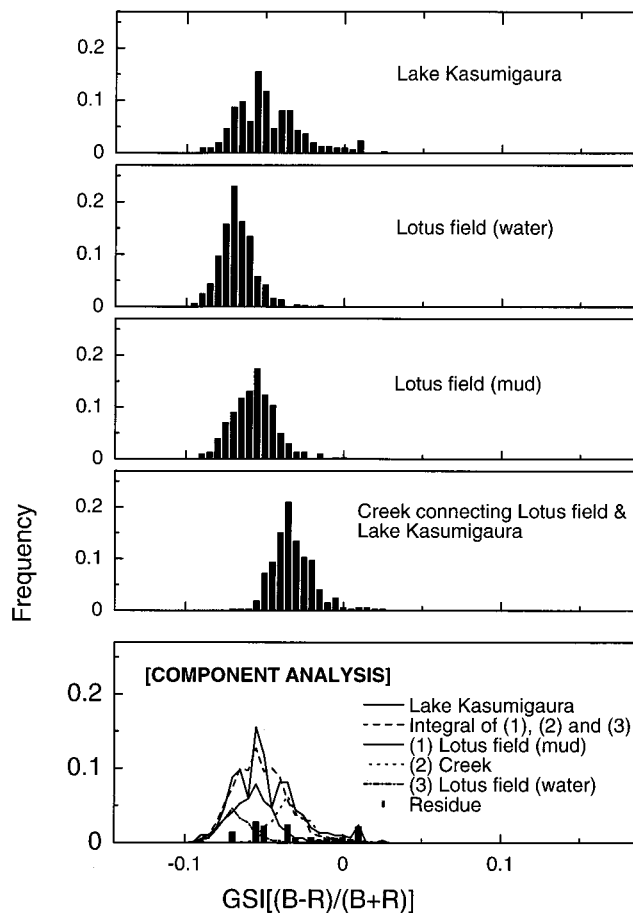 0.2
Lake Kasumigaura
0.1
0
0.2
Lotus field (water)
0.1
0
0.2
Lotus field (mud)
0.1
0
0.2
Creek connecting Lotus field &
Lake Kasumigaura
0.1
0
Frequency
[COMPONENT ANALYSIS]
0.2
Lake Kasumigaura
Integral of (1), (2) and (3)
(1) Lotus field (mud)
0.1
(2) Creek
(3) Lotus field (water)
Residue
0
-0.1
0
0.1
GSI[(B-R)/(B+R)]